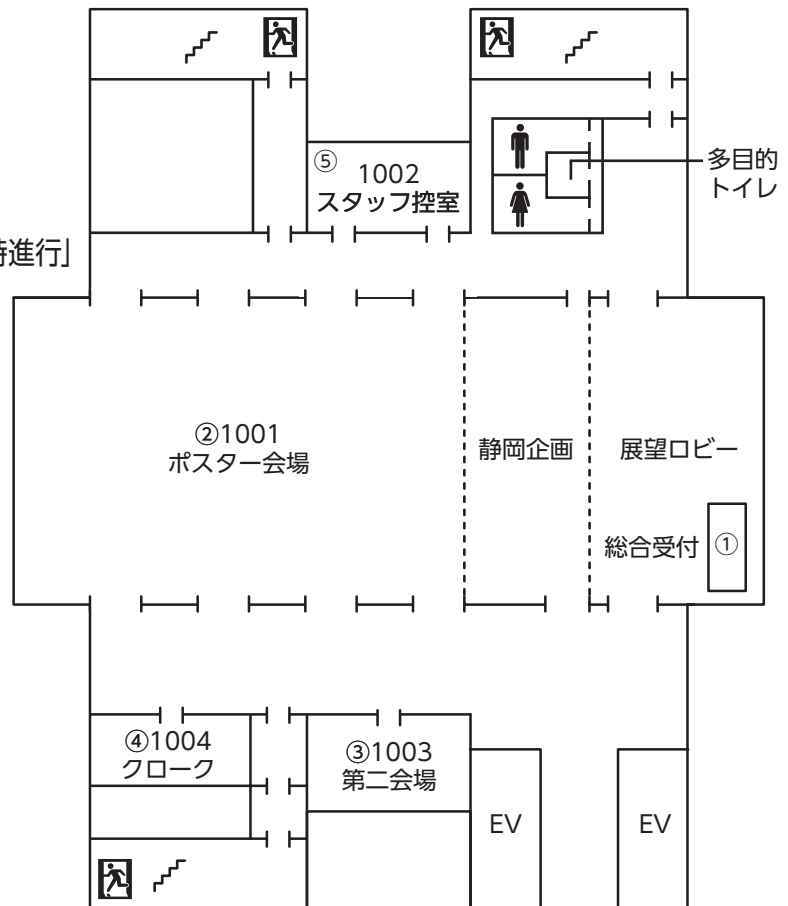 ⑤ 1002
スタッフ控室
多目的
トイレ
時進行」
②1001
ポスター会場
静岡企画
展望ロビー
総合受付 ①
④1004
クローク
③1003
第二会場
EV
EV